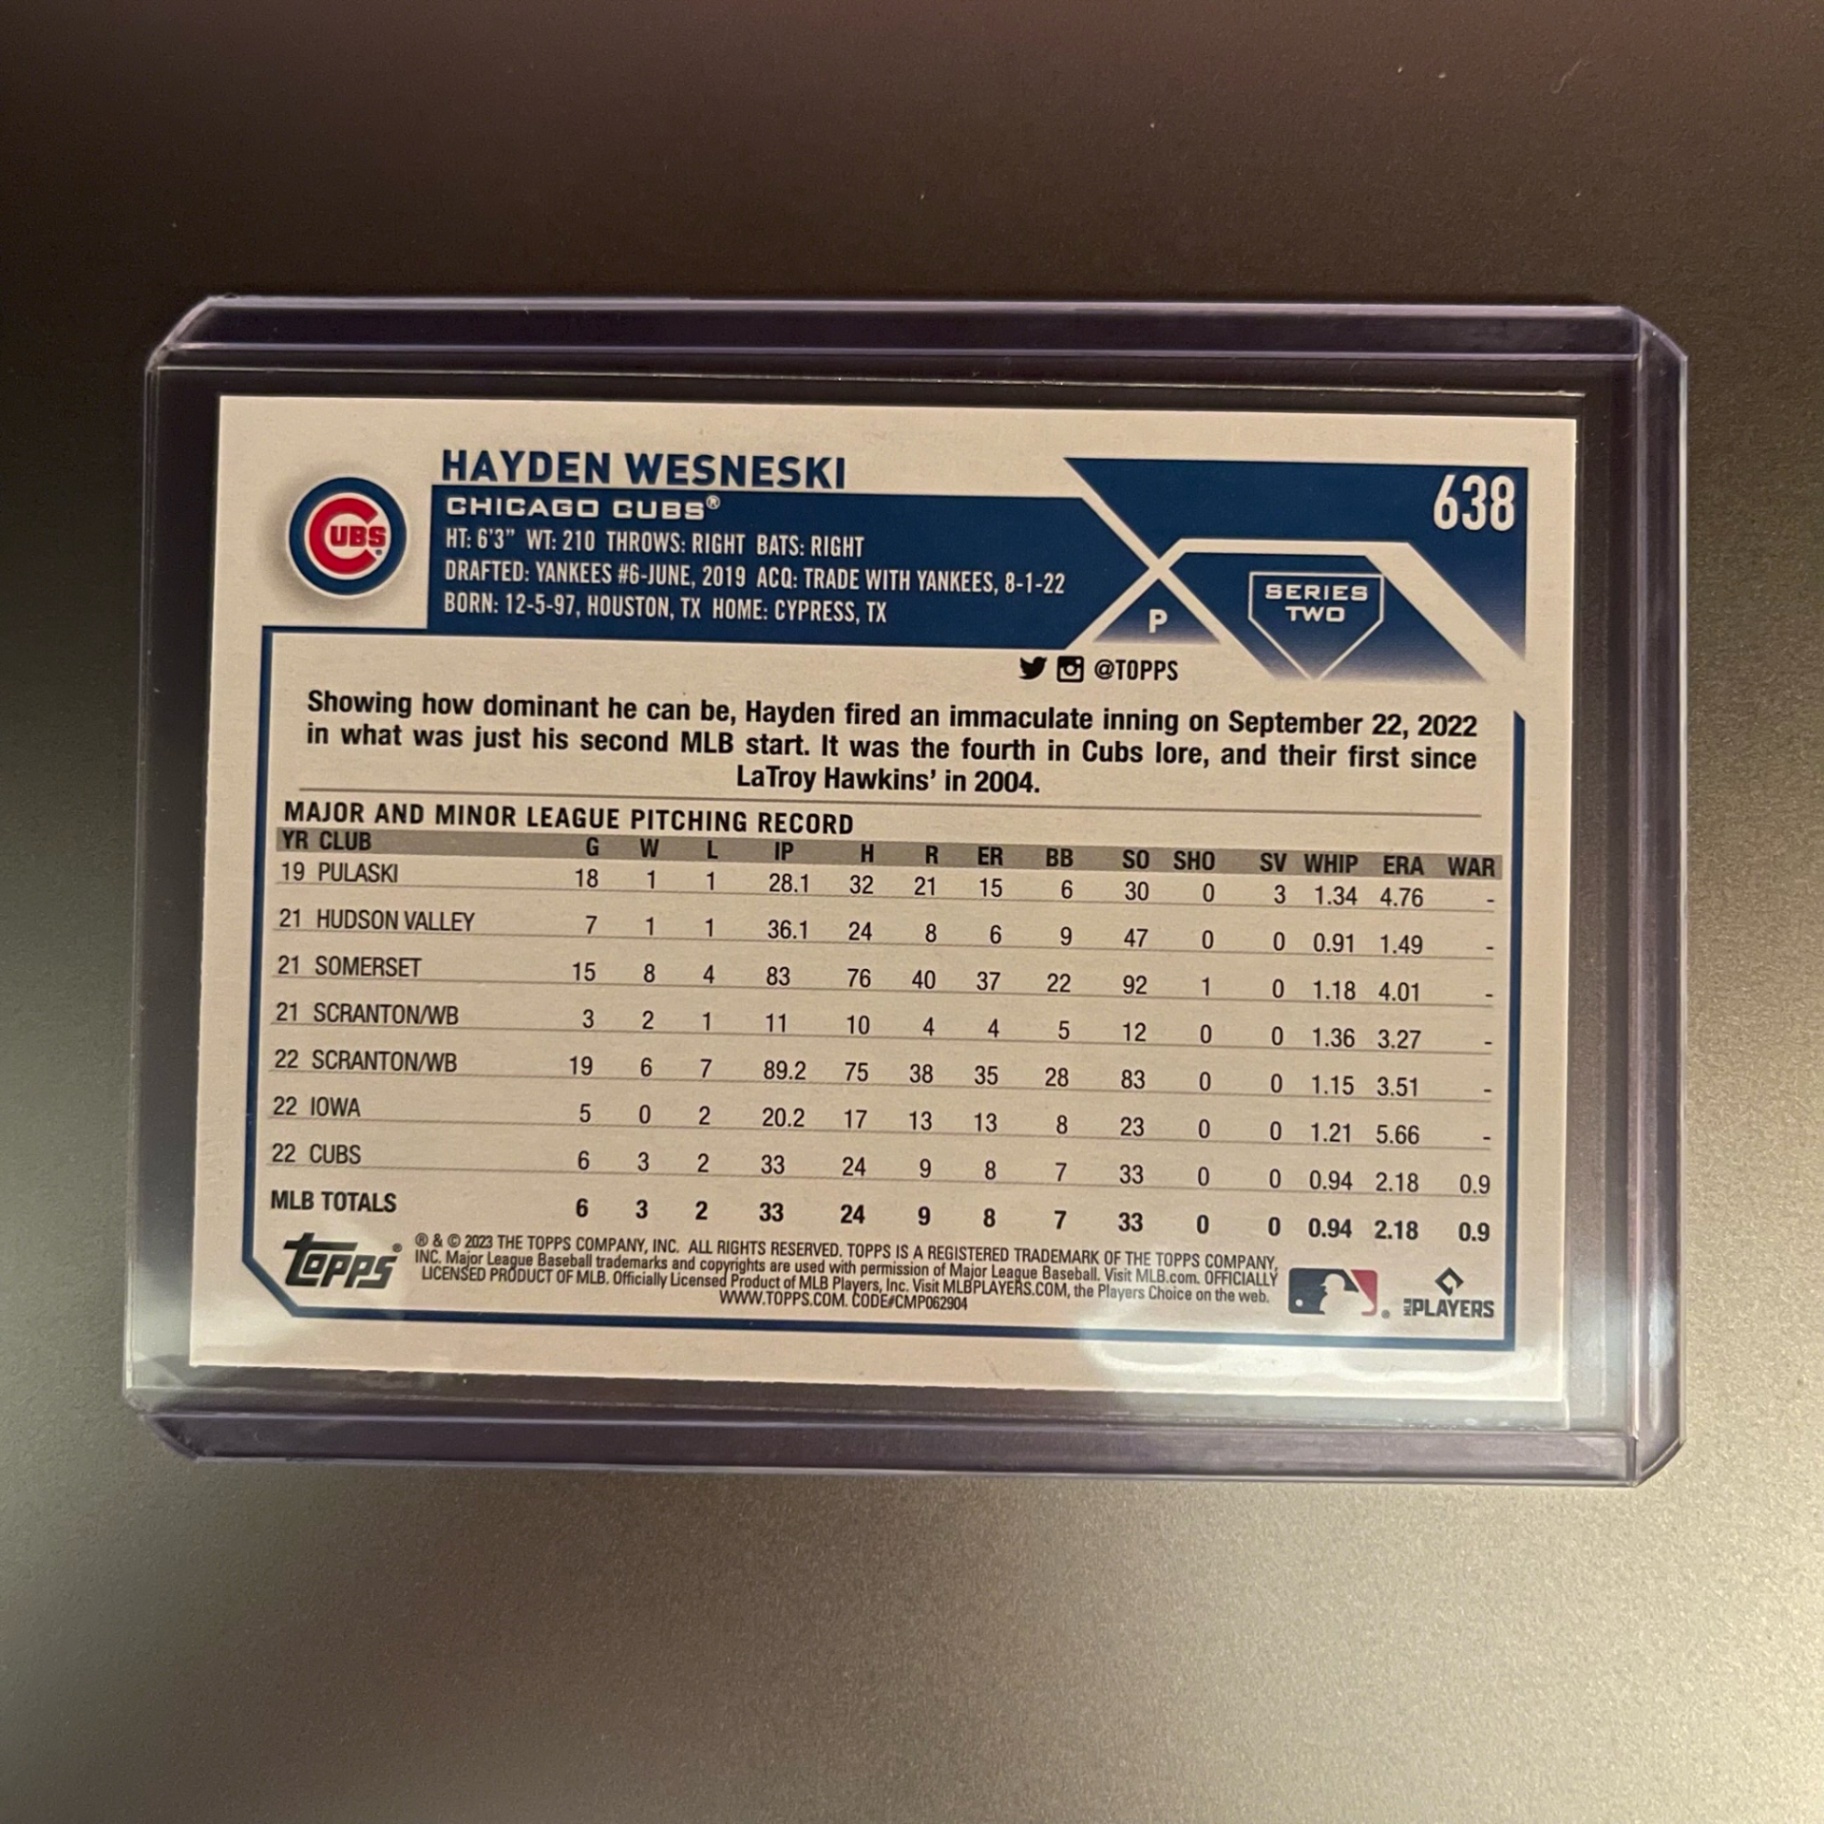 HAYDEN WESNESKI
638
CUBS
CHICAGO CUBS®
HT: 6'3" WT: 210 THROWS: RIGHT BATS: RIGHT
DRAFTED: YANKEES #6-JUNE, 2019 ACQ: TRADE WITH YANKEES, 8-1-22
BORN: 12-5-97, HOUSTON, TX HOME: CYPRESS, TX
P
SERIES
TWO
@TOPPS
Showing how dominant he can be, Hayden fired an immaculate inning on September 22, 2022
in what was just his second MLB start. It was the fourth in Cubs lore, and their first since
LaTroy Hawkins' in 2004.
MAJOR AND MINOR LEAGUE PITCHING RECORD
YR CLUB G W L IP H R ER BB SO SHO SV WHIP ERA WAR
19 PULASKI 18 1 1 28.1 32 21 15 6 30 0 3 1.34 4.76 -
21 HUDSON VALLEY 7 1 1 36.1 24 8 6 9 47 0 0 0.91 1.49 -
21 SOMERSET 15 8 4 83 76 40 37 22 92 1 0 1.18 4.01 -
21 SCRANTON/WB 3 2 1 11 10 4 4 5 12 0 0 1.36 3.27 -
22 SCRANTON/WB 19 6 7 89.2 75 38 35 28 83 0 0 1.15 3.51 -
22 IOWA 5 0 2 20.2 17 13 13 8 23 0 0 1.21 5.66 -
22 CUBS 6 3 2 33 24 9 8 7 33 0 0 0.94 2.18 0.9
MLB TOTALS 6 3 2 33 24 9 8 7 33 0 0 0.94 2.18 0.9
TOPPS®
® & © 2023 THE TOPPS COMPANY, INC. ALL RIGHTS RESERVED. TOPPS IS A REGISTERED TRADEMARK OF THE TOPPS COMPANY,
INC. Major League Baseball trademarks and copyrights are used with permission of Major League Baseball. Visit MLB.com. OFFICIALLY
LICENSED PRODUCT OF MLB. Officially Licensed Product of MLB Players, Inc. Visit MLBPLAYERS.COM, the Players Choice on the web.
WWW.TOPPS.COM. CODE#CMP062904
MLB PLAYERS